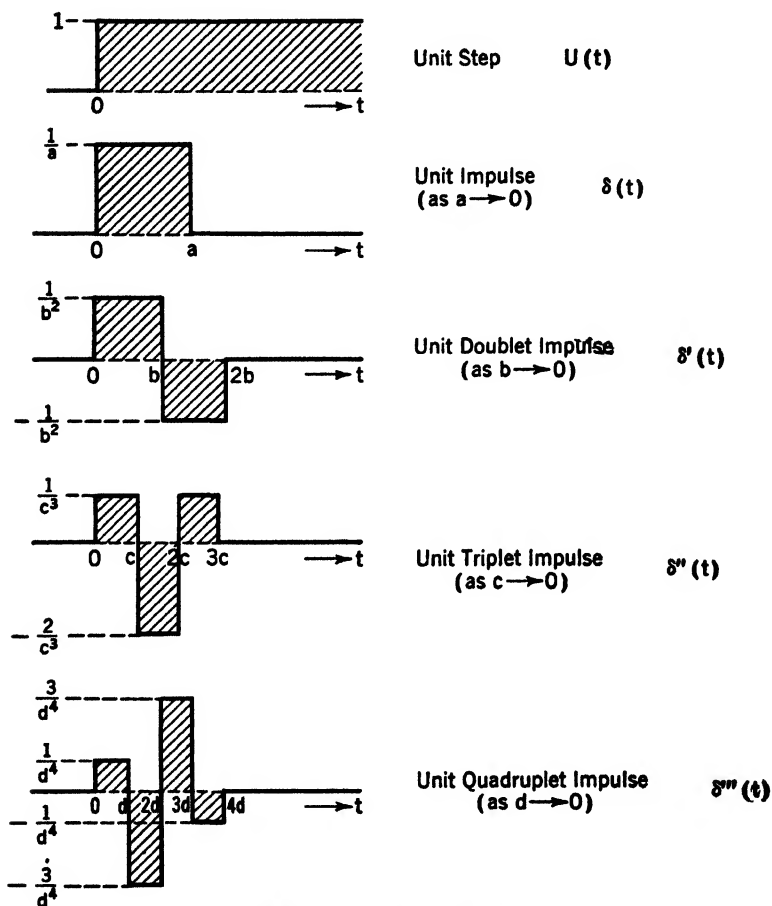 1
0
t
Unit Step U(t)
1/a
0
a
t
Unit Impulse
(as a→0)
δ(t)
1/b²
0
b
2b
t
- 1/b²
Unit Doublet Impulse
(as b→0)
δ'(t)
1/c³
0
c
2c
3c
t
- 2/c³
Unit Triplet Impulse
(as c→0)
δ''(t)
3/d⁴
1/d⁴
0
d
2d
3d
4d
t
- 1/d⁴
- 3/d⁴
Unit Quadruplet Impulse
(as d→0)
δ'''(t)